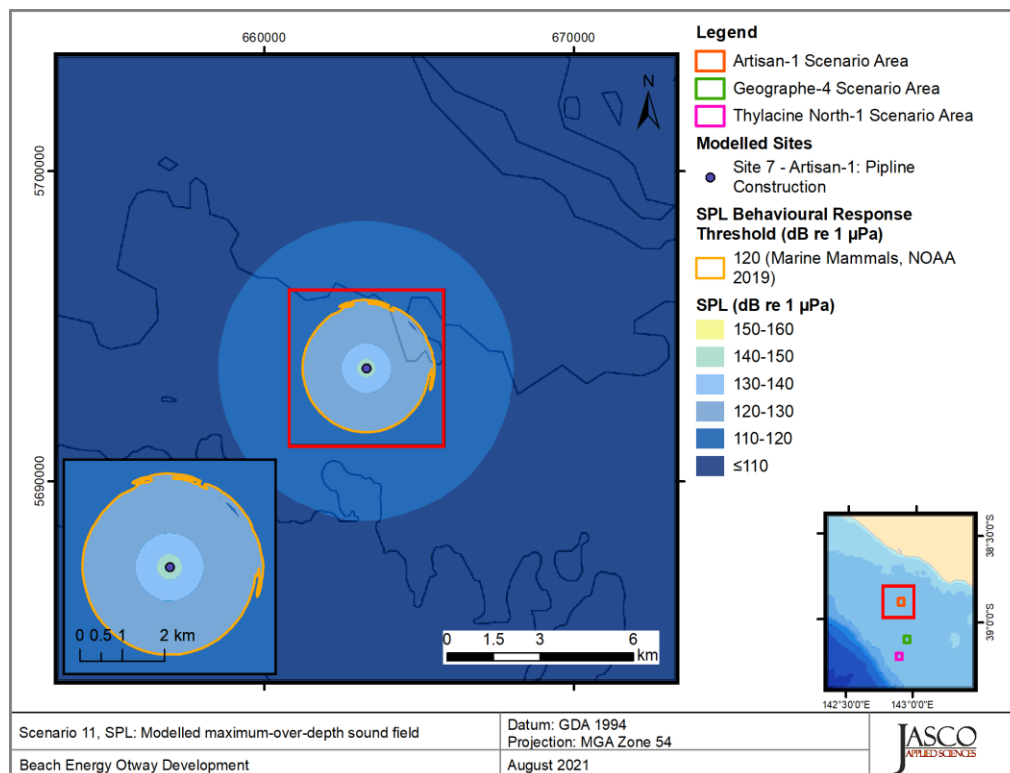 660000
670000
5700000
5690000
N
0 0.5 1 2 km
0 1.5 3 6
km
Legend
Artisan-1 Scenario Area
Geographe-4 Scenario Area
Thylacine North-1 Scenario Area
Modelled Sites
Site 7 - Artisan-1: Pipline
Construction
SPL Behavioural Response
Threshold (dB re 1 µPa)
120 (Marine Mammals, NOAA
2019)
SPL (dB re 1 µPa)
150-160
140-150
130-140
120-130
110-120
≤110
38°30'S
39°0'S
142°30'0"E 143°0'0"E
Scenario 11, SPL: Modelled maximum-over-depth sound field
Datum: GDA 1994
Projection: MGA Zone 54
Beach Energy Otway Development
August 2021
JASCO
APPLIED SCIENCES